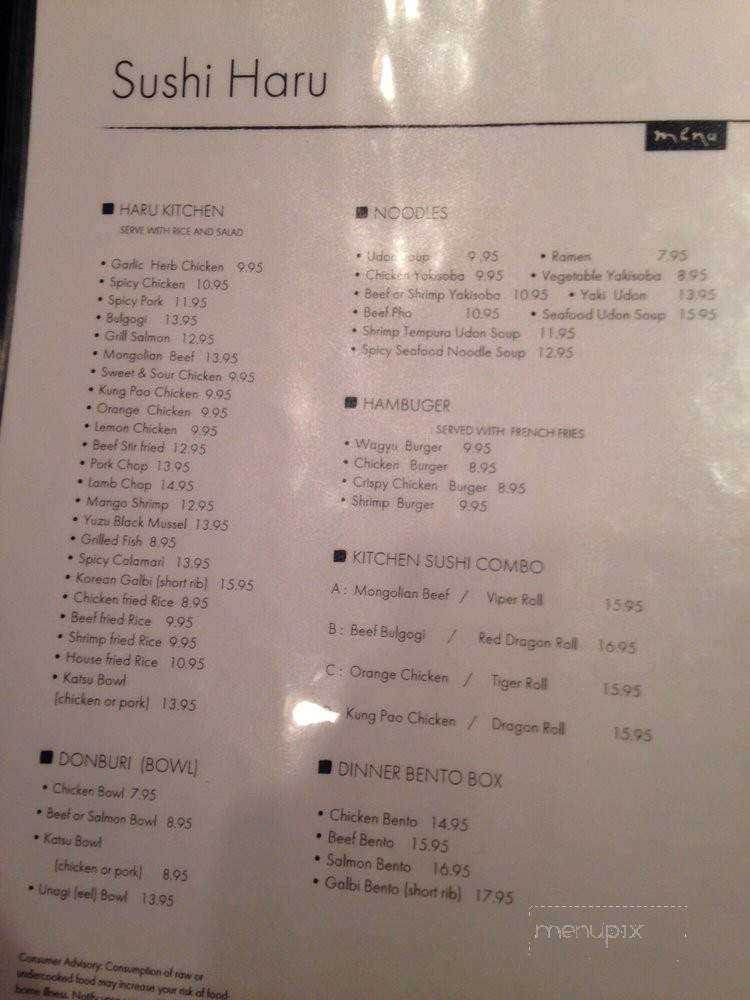 Sushi Haru
menu
HARU KITCHEN
SERVE WITH RICE AND SALAD
• Garlic Herb Chicken 9.95
• Spicy Chicken 10.95
• Spicy Pork 11.95
• Bulgogi 13.95
• Grill Salmon 12.95
• Mongolian Beef 13.95
• Sweet & Sour Chicken 9.95
• Kung Pao Chicken 9.95
• Orange Chicken 9.95
• Lemon Chicken 9.95
• Beef Stir fried 12.95
• Pork Chop 13.95
• Lamb Chop 14.95
• Mango Shrimp 12.95
• Yuzu Black Mussel 13.95
• Grilled Fish 8.95
• Spicy Calamari 13.95
• Korean Galbi (short rib) 15.95
• Chicken fried Rice 8.95
• Beef fried Rice 9.95
• Shrimp fried Rice 9.95
• House fried Rice 10.95
• Katsu Bowl
(chicken or pork) 13.95
DONBURI (BOWL)
• Chicken Bowl 7.95
• Beef or Salmon Bowl 8.95
• Katsu Bowl
(chicken or pork) 8.95
• Unagi (eel) Bowl 13.95
Consumer Advisory: Consumption of raw or
undercooked food may increase your risk of food-
borne illness.
NOODLES
• Udon Soup 9.95 • Ramen 7.95
• Chicken Yakisoba 9.95 • Vegetable Yakisoba 8.95
• Beef or Shrimp Yakisoba 10.95 • Yaki Udon 13.95
• Beef Pho 10.95 • Seafood Udon Soup 15.95
• Shrimp Tempura Udon Soup 11.95
• Spicy Seafood Noodle Soup 12.95
HAMBUGER
SERVED WITH FRENCH FRIES
• Wagyu Burger 9.95
• Chicken Burger 8.95
• Crispy Chicken Burger 8.95
• Shrimp Burger 9.95
KITCHEN SUSHI COMBO
A : Mongolian Beef / Viper Roll 15.95
B : Beef Bulgogi / Red Dragon Roll 16.95
C : Orange Chicken / Tiger Roll 15.95
Kung Pao Chicken / Dragon Roll 15.95
DINNER BENTO BOX
• Chicken Bento 14.95
• Beef Bento 15.95
• Salmon Bento 16.95
• Galbi Bento (short rib) 17.95
menupix